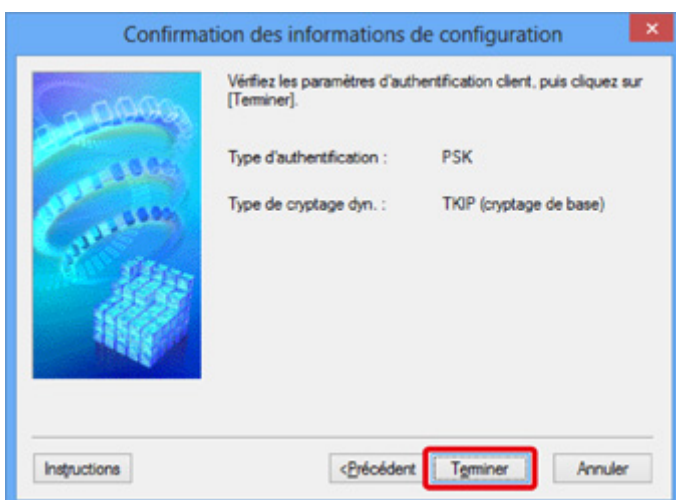 Confirmation des informations de configuration
Vérifiez les paramètres d'authentification client, puis cliquez sur
[Terminer].
Type d'authentification : PSK
Type de cryptage dyn. : TKIP (cryptage de base)
Instructions <Précédent Terminer Annuler